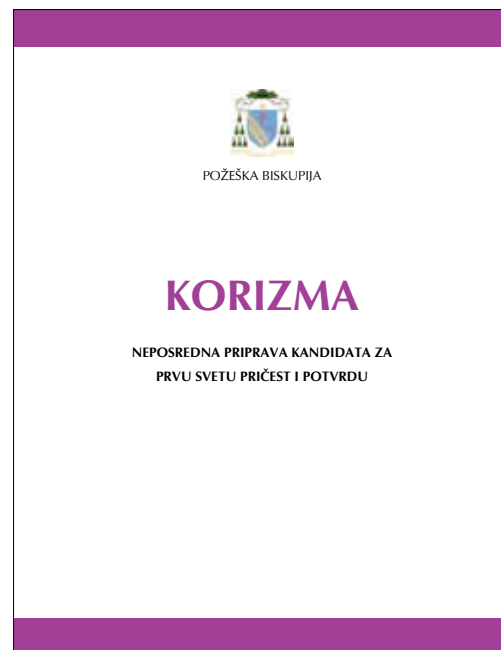 POŽEŠKA BISKUPIJA
KORIZMA
NEPOSREDNA PRIPRAVA KANDIDATA ZA
PRVU SVETU PRIČEST I POTVRDU